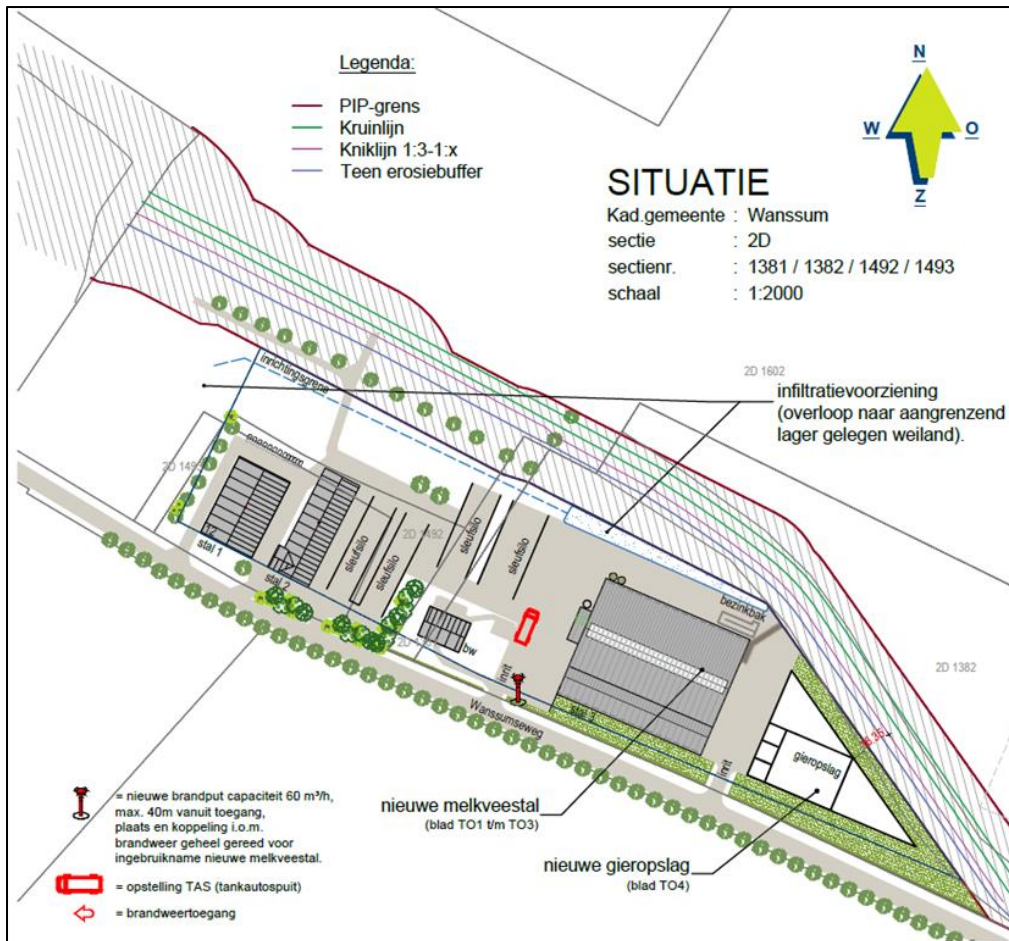 Legenda:
PIP-grens
Kruinlijn
Kniklijn 1:3-1:x
Teen erosiebuffer
N
W
O
Z
SITUATIE
Kad.gemeente : Wanssum
sectie : 2D
sectienr. : 1381 / 1382 / 1492 / 1493
schaal : 1:2000
2D 1602
infiltratievoorziening
(overloop naar aangrenzend
lager gelegen weiland).
inrichtingsgrens
2D 1493
2D 1492
12
stal 1
stal 2
sleufsilo
sleufsilo
sleufsilo
sleufsilo
bezinkbak
2D 1382
bw
inrit
stal 3
Wanssumseweg
inrit
gieropslag
nieuwe melkveestal
(blad TO1 t/m TO3)
nieuwe gieropslag
(blad TO4)
= nieuwe brandput capaciteit 60 m³/h,
max. 40m vanuit toegang,
plaats en koppeling i.o.m.
brandweer geheel gereed voor
ingebruikname nieuwe melkveestal.
= opstelling TAS (tankautospuit)
= brandweertoegang